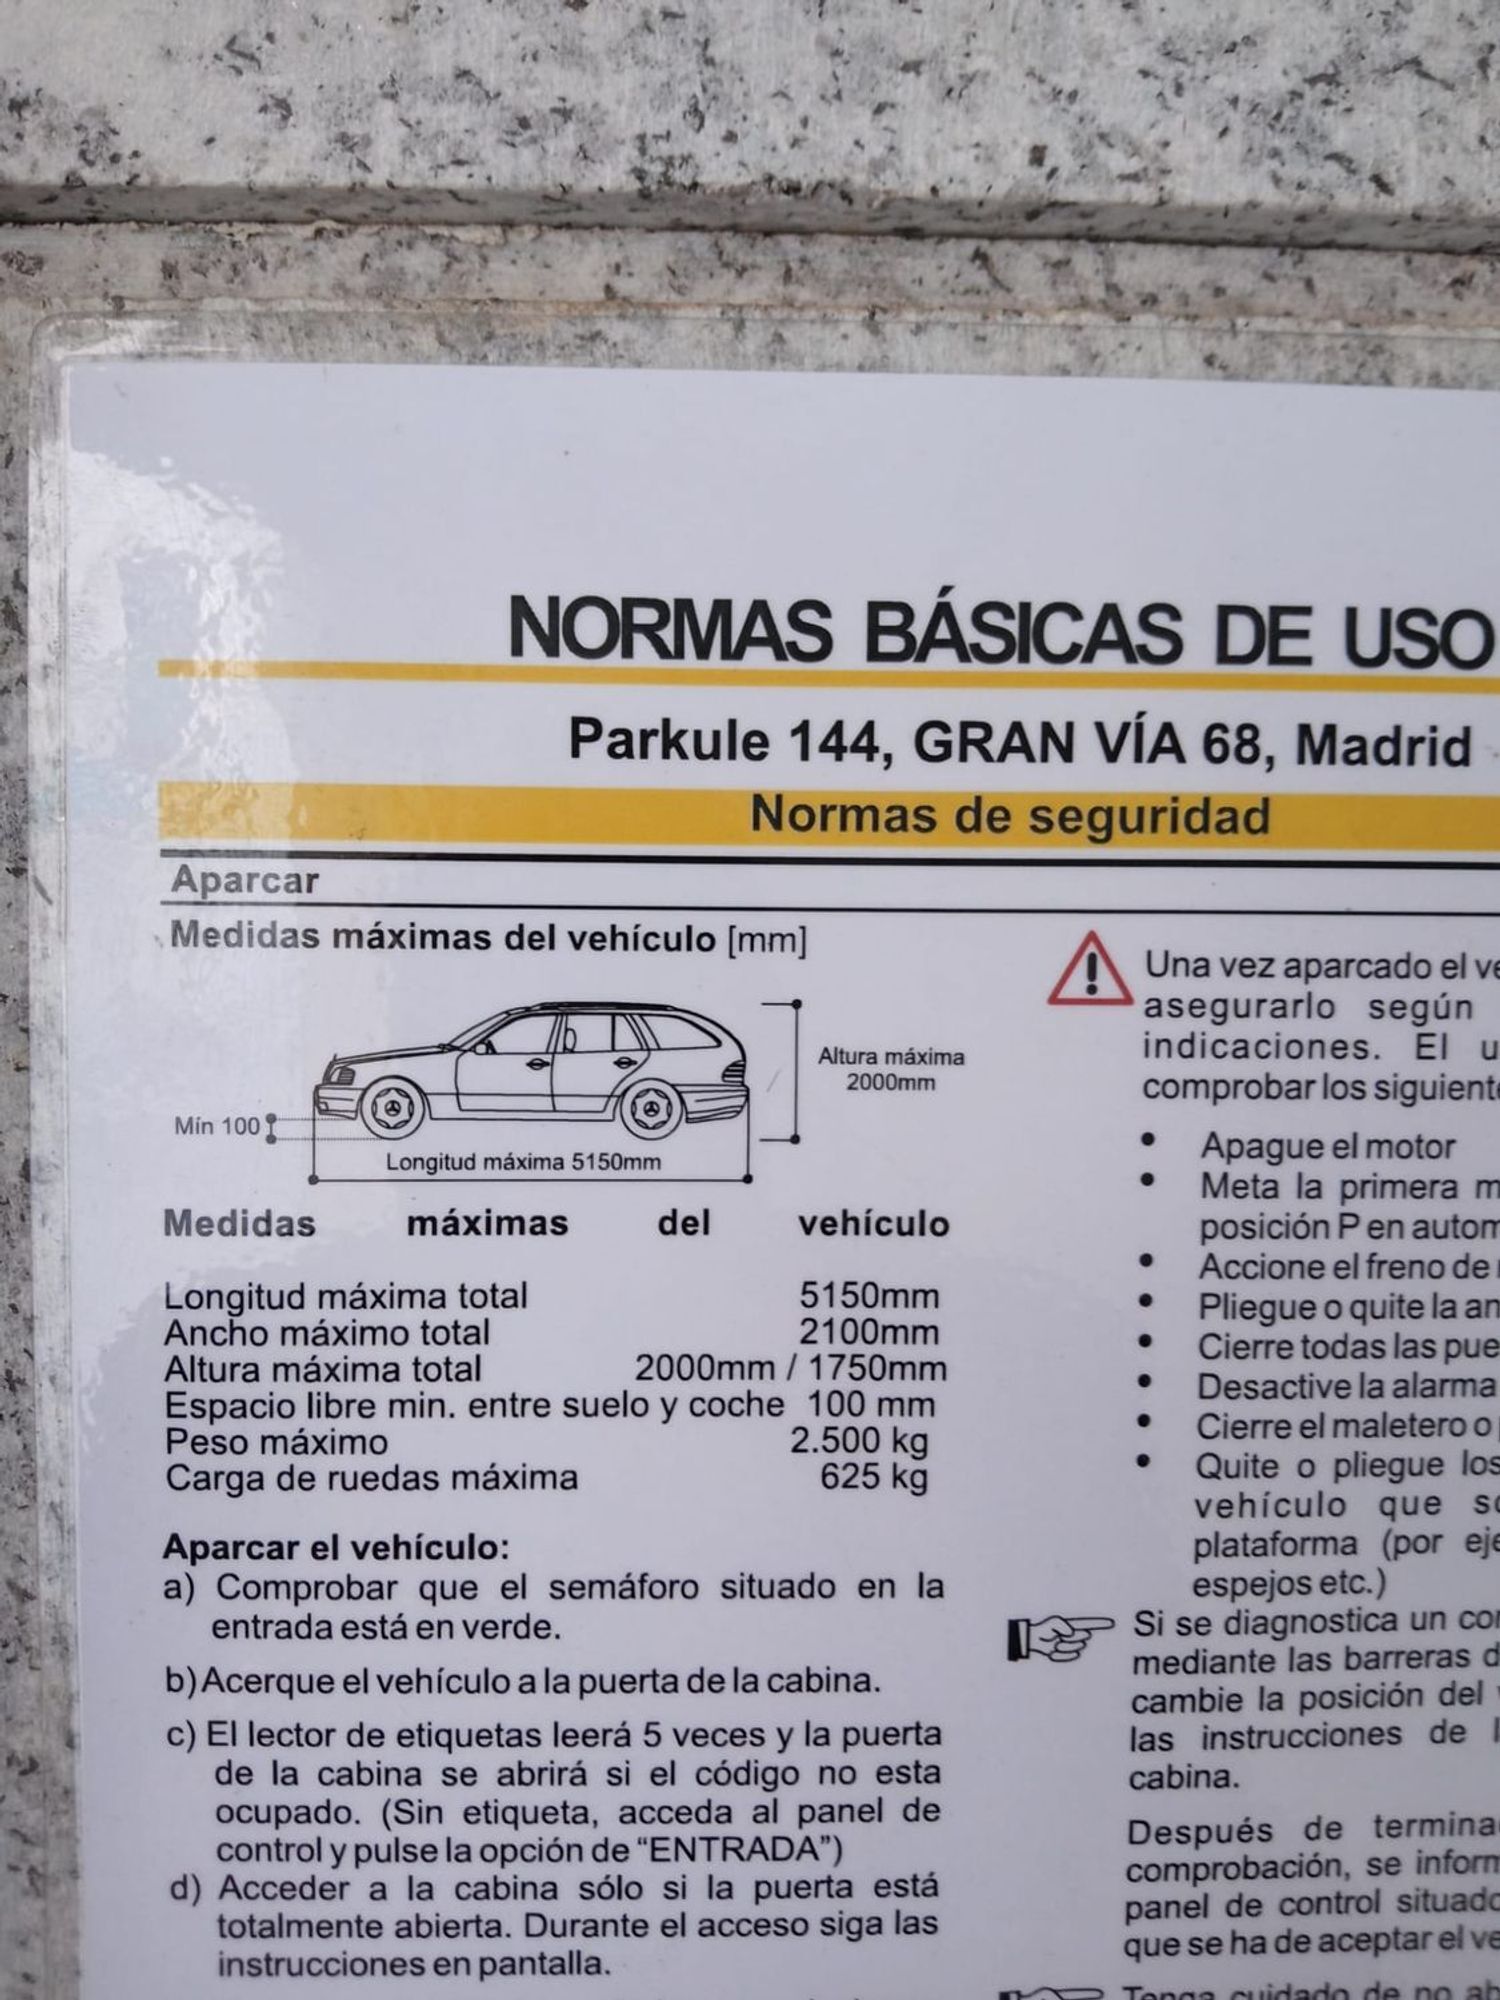 NORMAS BÁSICAS DE USO
Parkule 144, GRAN VÍA 68, Madrid
Normas de seguridad
Aparcar
Medidas máximas del vehículo [mm]
Altura máxima
2000mm
Mín 100
Longitud máxima 5150mm
Medidas máximas del vehículo
Longitud máxima total 5150mm
Ancho máximo total 2100mm
Altura máxima total 2000mm / 1750mm
Espacio libre min. entre suelo y coche 100 mm
Peso máximo 2.500 kg
Carga de ruedas máxima 625 kg
Aparcar el vehículo:
a) Comprobar que el semáforo situado en la
entrada está en verde.
b) Acerque el vehículo a la puerta de la cabina.
c) El lector de etiquetas leerá 5 veces y la puerta
de la cabina se abrirá si el código no esta
ocupado. (Sin etiqueta, acceda al panel de
control y pulse la opción de “ENTRADA”)
d) Acceder a la cabina sólo si la puerta está
totalmente abierta. Durante el acceso siga las
instrucciones en pantalla.
Una vez aparcado el
asegurarlo según
indicaciones. El
comprobar los
• Apague el motor
• Meta la primera
posición P en
• Accione el freno de
• Pliegue o quite la
• Cierre todas las
• Desactive la alarma
• Cierre el maletero o
• Quite o pliegue los
vehículo que
plataforma (por
espejos etc.)
Si se diagnostica un
mediante las barreras
cambie la posición del
las instrucciones de
cabina.
Después de
comprobación, se
panel de control
que se ha de aceptar el
Tenga cuidado de no